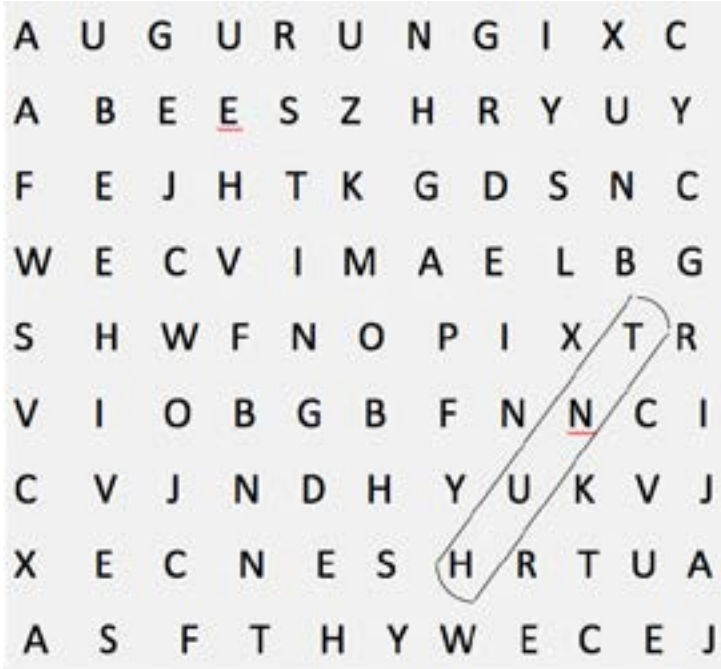 A U G U R U N G I X C
A B E E S Z H R Y U Y
F E J H T K G D S N C
W E C V I M A E L B G
S H W F N O P I X T R
V I O B G B F N N C I
C V J N D H Y U K V J
X E C N E S H R T U A
A S F T H Y W E C E J